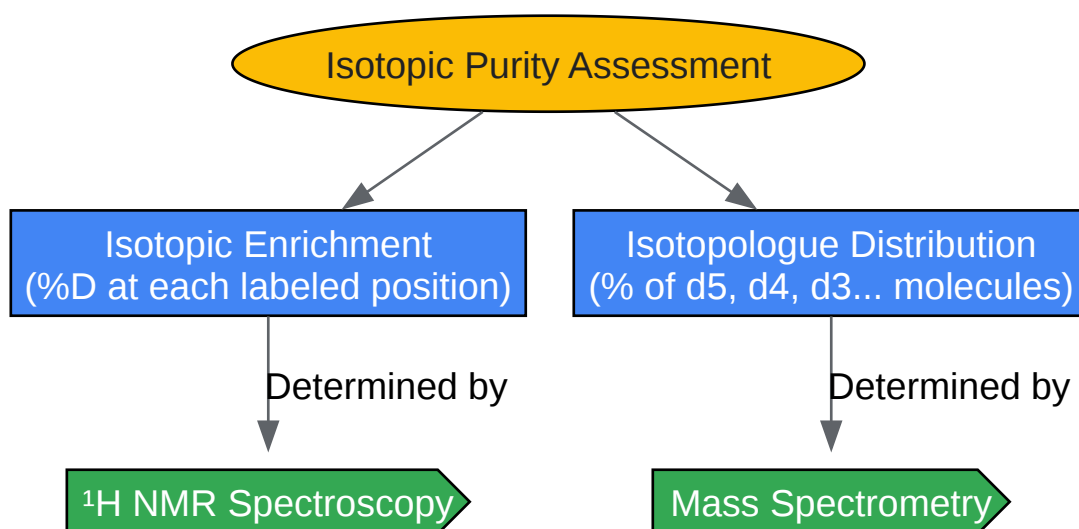 Isotopic Purity Assessment
Isotopic Enrichment
(%D at each labeled position)
Isotopologue Distribution
(% of d5, d4, d3... molecules)
Determined by
Determined by
¹H NMR Spectroscopy
Mass Spectrometry